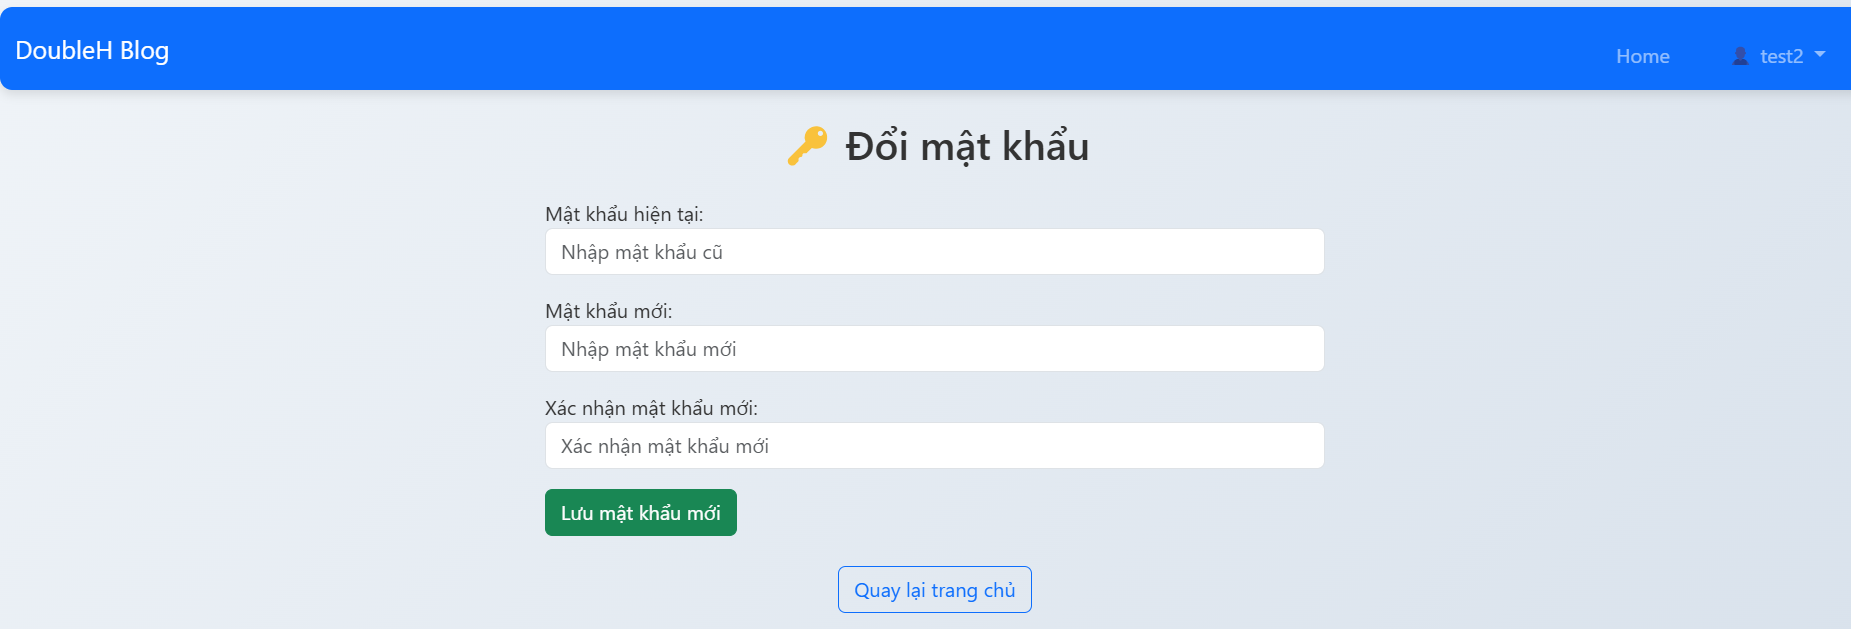 DoubleH Blog
Home
test2
Đổi mật khẩu
Mật khẩu hiện tại:
Nhập mật khẩu cũ
Mật khẩu mới:
Nhập mật khẩu mới
Xác nhận mật khẩu mới:
Xác nhận mật khẩu mới
Lưu mật khẩu mới
Quay lại trang chủ